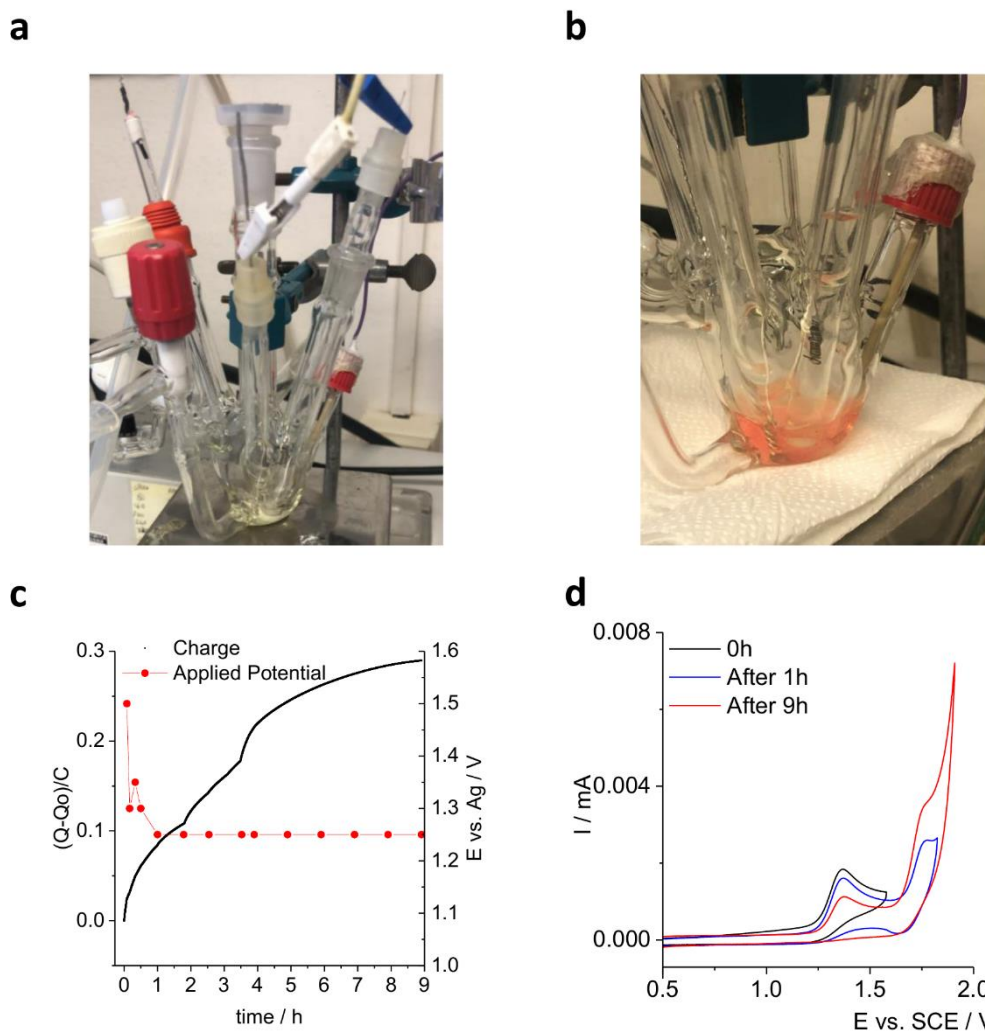 a
b
c
d
Charge
Applied Potential
0.3
0.2
0.1
0.0
(Q-Qo)/C
1.6
1.5
1.4
1.3
1.2
1.1
1.0
E vs. Ag / V
0 1 2 3 4 5 6 7 8 9
time / h
0h
After 1h
After 9h
0.008
0.004
0.000
I / mA
0.5 1.0 1.5 2.0
E vs. SCE / V